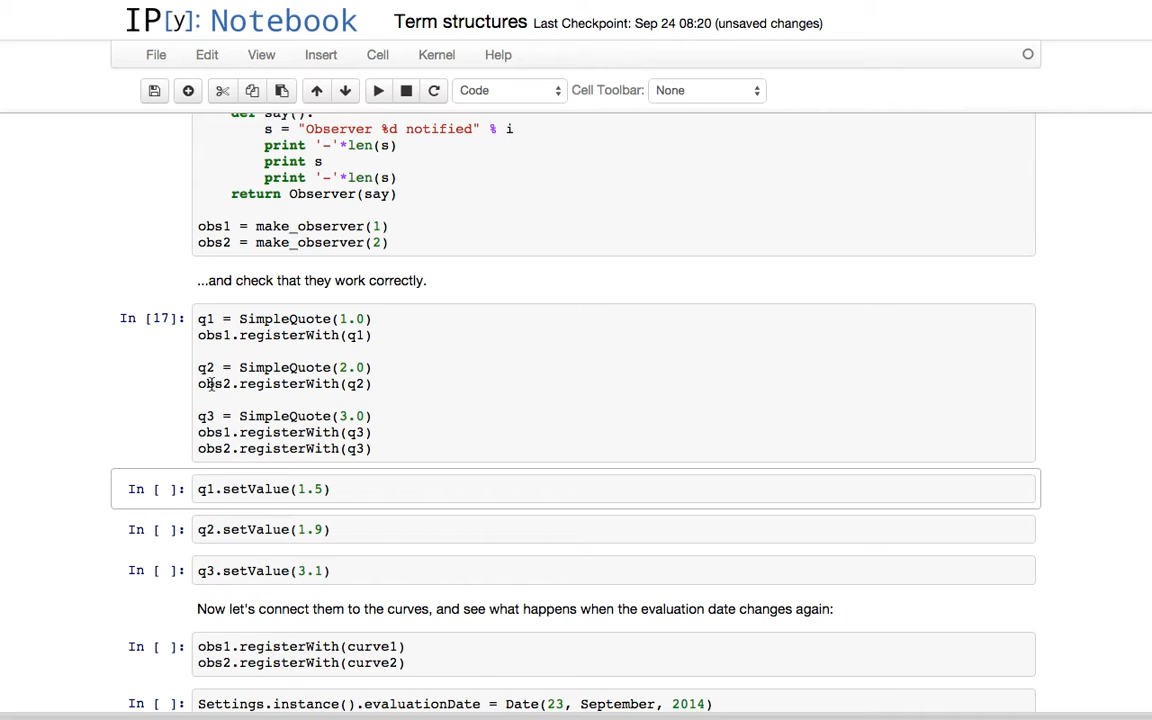 IP[y]: Notebook
Term structures Last Checkpoint: Sep 24 08:20 (unsaved changes)
File Edit View Insert Cell Kernel Help
Code Cell Toolbar: None
def say():
s = "Observer %d notified" % i
print '-'*len(s)
print s
print '-'*len(s)
return Observer(say)
obs1 = make_observer(1)
obs2 = make_observer(2)
...and check that they work correctly.
In [17]: q1 = SimpleQuote(1.0)
obs1.registerWith(q1)
q2 = SimpleQuote(2.0)
obs2.registerWith(q2)
q3 = SimpleQuote(3.0)
obs1.registerWith(q3)
obs2.registerWith(q3)
In [ ]: q1.setValue(1.5)
In [ ]: q2.setValue(1.9)
In [ ]: q3.setValue(3.1)
Now let's connect them to the curves, and see what happens when the evaluation date changes again:
In [ ]: obs1.registerWith(curve1)
obs2.registerWith(curve2)
In [ ]: Settings.instance().evaluationDate = Date(23, September, 2014)